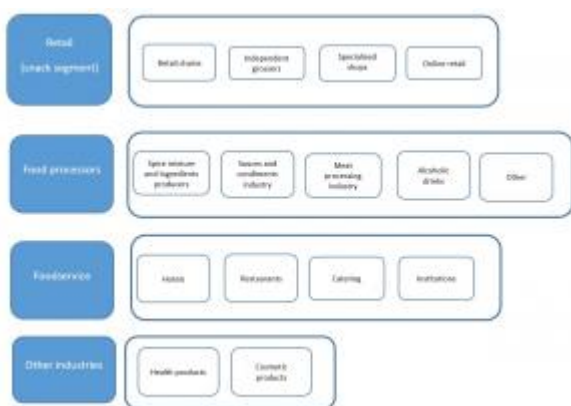 Retail
(snack segment)
Retail chains
Independent
grocers
Specialised
shops
Online retail
Food processors
Spice mixture
and ingredients
producers
Sauces and
condiments
industry
Meat
processing
industry
Alcoholic
drinks
Other
Foodservice
Hotels
Restaurants
Catering
Institutions
Other industries
Health products
Cosmetic
products